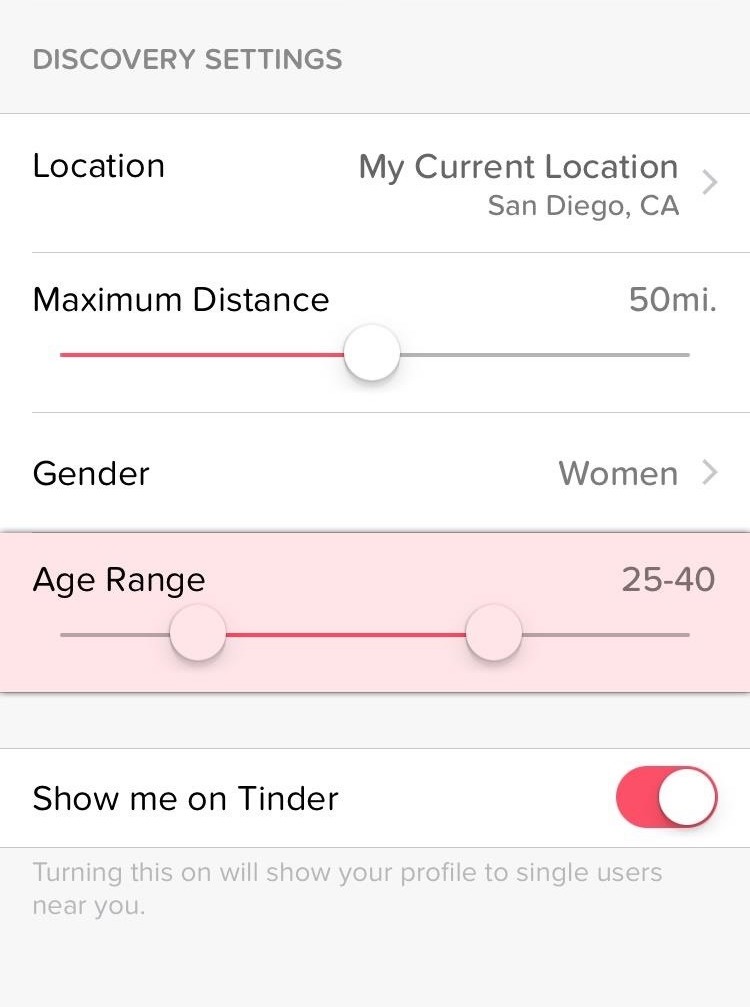 DISCOVERY SETTINGS
Location
My Current Location
San Diego, CA
Maximum Distance
50mi.
Gender
Women
Age Range
25-40
Show me on Tinder
Turning this on will show your profile to single users
near you.